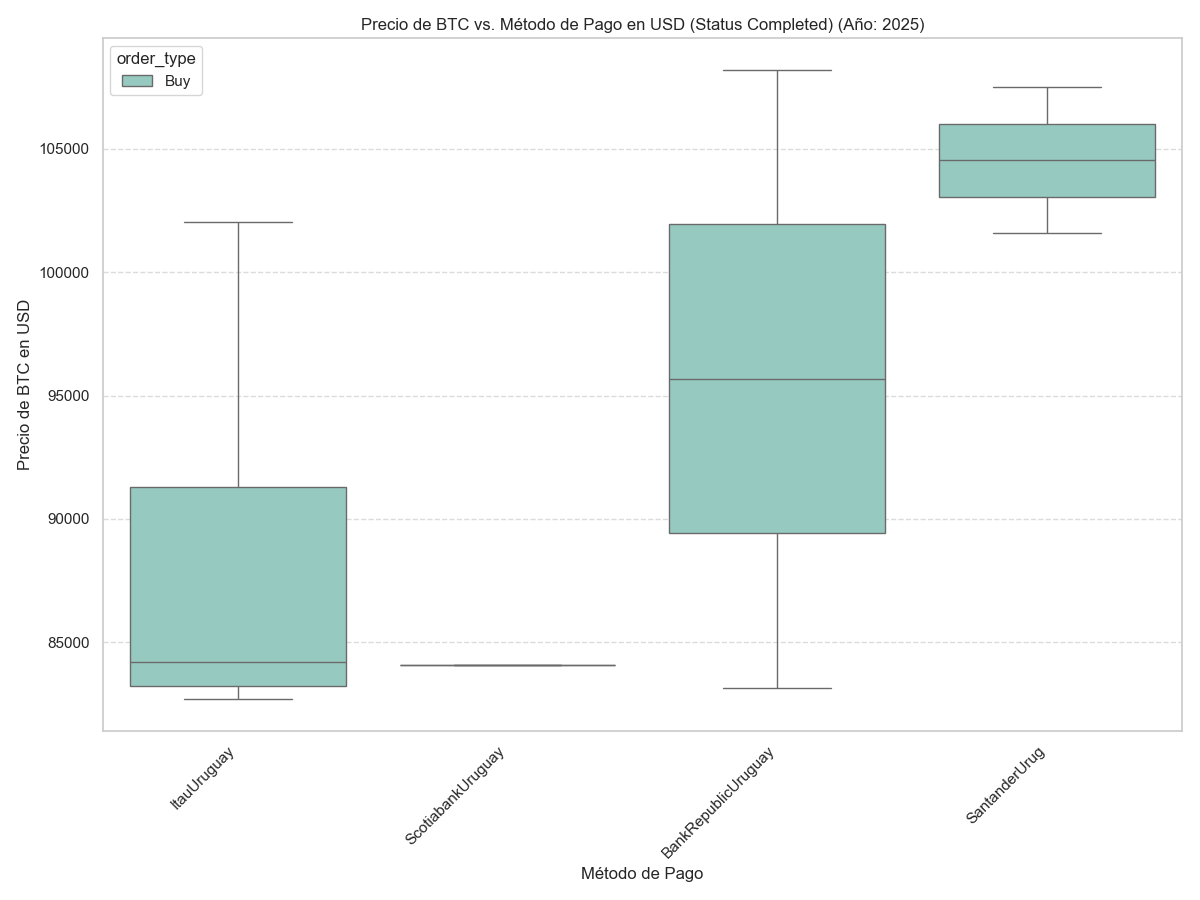 Precio de BTC vs. Método de Pago en USD (Status Completed) (Año: 2025)
order_type
Buy
Precio de BTC en USD
105000
100000
95000
90000
85000
ItauUruguay
ScotiabankUruguay
BankRepublicUruguay
SantanderUrug
Método de Pago